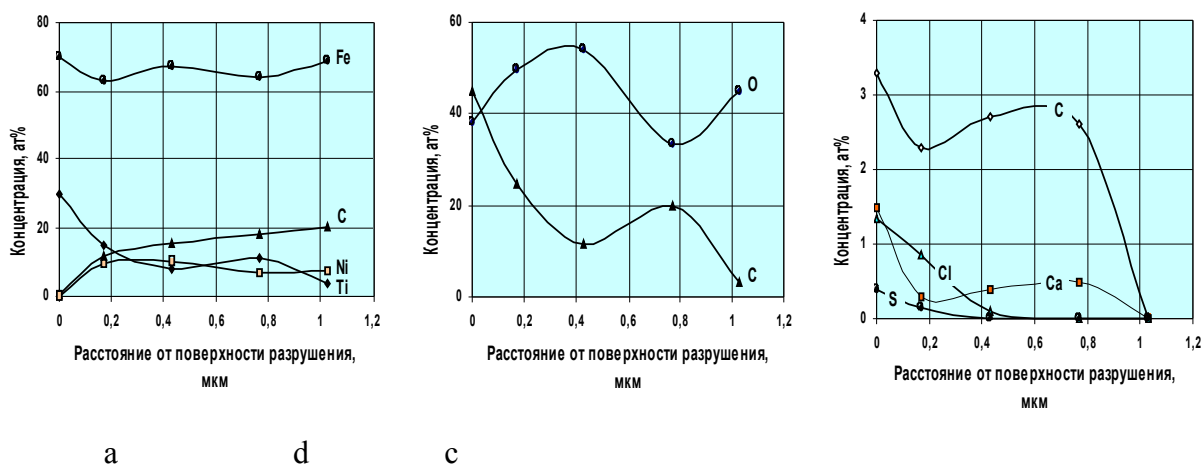 Концентрация, ат%
80
60
40
20
0
Fe
C
Ni
Ti
0 0,2 0,4 0,6 0,8 1 1,2
Расстояние от поверхности разрушения,
мкм
Концентрация, ат%
60
40
20
0
O
C
0 0,2 0,4 0,6 0,8 1 1,2
Расстояние от поверхности разрушения,
мкм
Концентрация, ат%
4
3
2
1
0
C
Cl
Ca
S
0 0,2 0,4 0,6 0,8 1 1,2
Расстояние от поверхности разрушения,
мкм
a d c